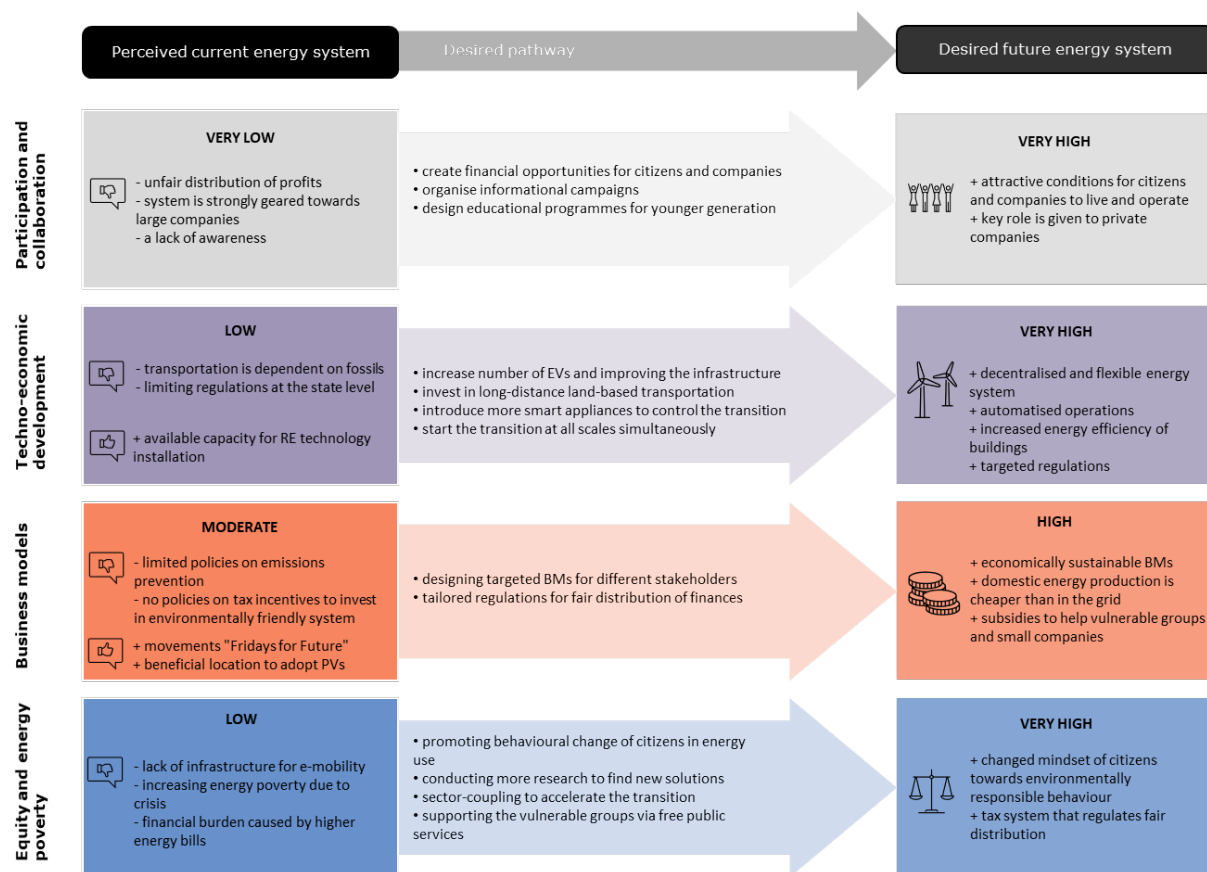 Perceived current energy system
Desired pathway
Desired future energy system
Participation and
collaboration
VERY LOW
- unfair distribution of profits
- system is strongly geared towards
large companies
- a lack of awareness
• create financial opportunities for citizens and companies
• organise informational campaigns
• design educational programmes for younger generation
VERY HIGH
+ attractive conditions for citizens
and companies to live and operate
+ key role is given to private
companies
Techno-economic
development
LOW
- transportation is dependent on fossils
- limiting regulations at the state level
+ available capacity for RE technology
installation
• increase number of EVs and improving the infrastructure
• invest in long-distance land-based transportation
• introduce more smart appliances to control the transition
• start the transition at all scales simultaneously
VERY HIGH
+ decentralised and flexible energy
system
+ automatised operations
+ increased energy efficiency of
buildings
+ targeted regulations
Business models
MODERATE
- limited policies on emissions
prevention
- no policies on tax incentives to invest
in environmentally friendly system
+ movements "Fridays for Future"
+ beneficial location to adopt PVs
• designing targeted BMs for different stakeholders
• tailored regulations for fair distribution of finances
HIGH
+ economically sustainable BMs
+ domestic energy production is
cheaper than in the grid
+ subsidies to help vulnerable groups
and small companies
Equity and energy
poverty
LOW
- lack of infrastructure for e-mobility
- increasing energy poverty due to
crisis
- financial burden caused by higher
energy bills
• promoting behavioural change of citizens in energy
use
• conducting more research to find new solutions
• sector-coupling to accelerate the transition
• supporting the vulnerable groups via free public
services
VERY HIGH
+ changed mindset of citizens
towards environmentally
responsible behaviour
+ tax system that regulates fair
distribution